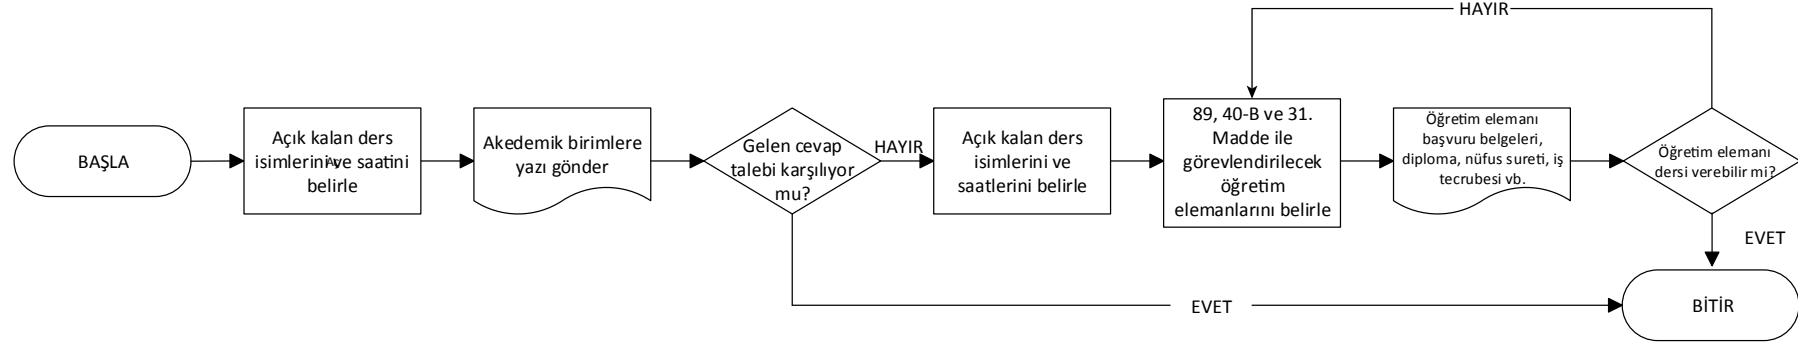 HAYIR
BAŞLA
Açık kalan ders
isimlerini ve saatini
belirle
Akedemik birimlere
yazı gönder
Gelen cevap
talebi karşılıyor
mu?
HAYIR
Açık kalan ders
isimlerini ve
saatlerini belirle
89, 40-B ve 31.
Madde ile
görevlendirilecek
öğretim
elemanlarını belirle
Öğretim elemanı
başvuru belgeleri,
diploma, nüfus sureti, iş
tecrubesi vb.
Öğretim elemanı
dersi verebilir mi?
EVET
EVET
BİTİR